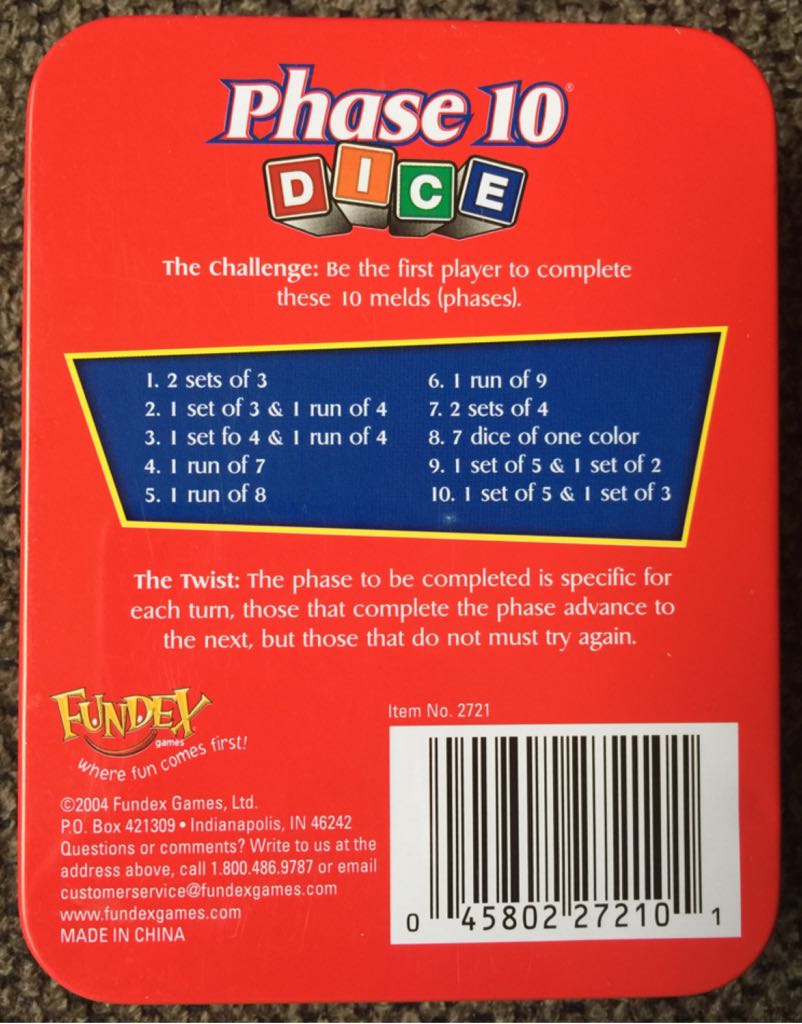 Phase 10®
DICE
The Challenge: Be the first player to complete
these 10 melds (phases).
1. 2 sets of 3
2. 1 set of 3 & 1 run of 4
3. 1 set fo 4 & 1 run of 4
4. 1 run of 7
5. 1 run of 8
6. 1 run of 9
7. 2 sets of 4
8. 7 dice of one color
9. 1 set of 5 & 1 set of 2
10. 1 set of 5 & 1 set of 3
The Twist: The phase to be completed is specific for
each turn, those that complete the phase advance to
the next, but those that do not must try again.
FUNDEX
games
where fun comes first!
©2004 Fundex Games, Ltd.
P.O. Box 421309 • Indianapolis, IN 46242
Questions or comments? Write to us at the
address above, call 1.800.486.9787 or email
customerservice@fundexgames.com
www.fundexgames.com
MADE IN CHINA
Item No. 2721
0 45802 27210 1